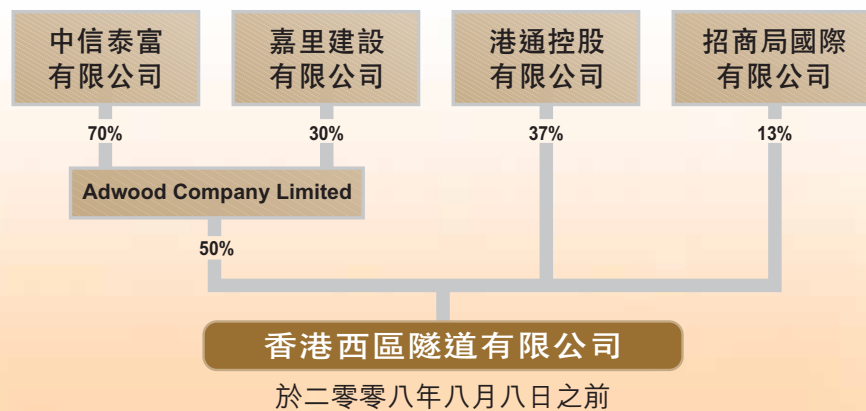 中信泰富
有限公司
嘉里建設
有限公司
港通控股
有限公司
招商局國際
有限公司
70%
30%
37%
13%
Adwood Company Limited
50%
香港西區隧道有限公司
於二零零八年八月八日之前